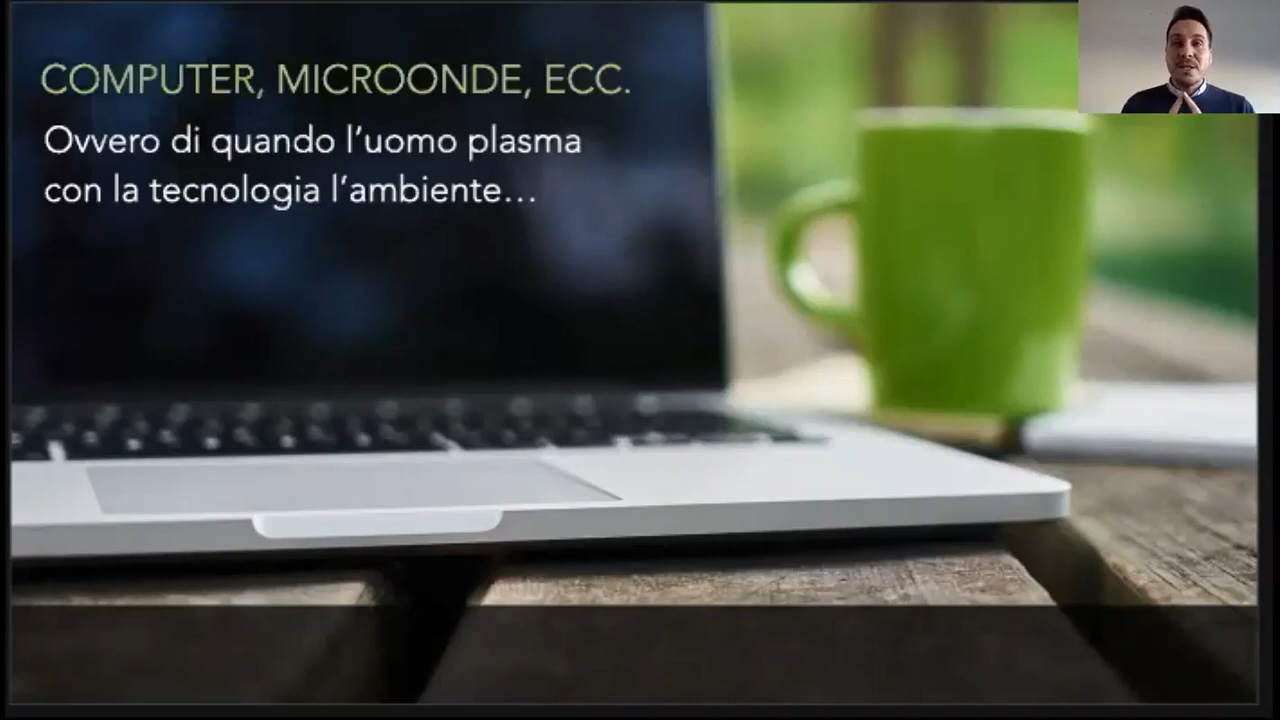 COMPUTER, MICROONDE, ECC.
Ovvero di quando l’uomo plasma
con la tecnologia l’ambiente…